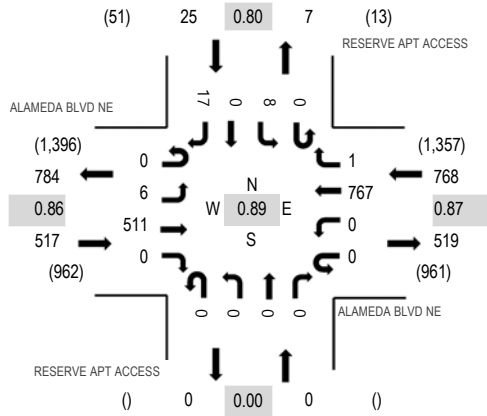 (51) 25 0.80 7 (13)
RESERVE APT ACCESS
17 0 8 0
ALAMEDA BLVD NE
(1,396) (1,357)
0 1
784 768
N
6 767
0.86 W 0.89 E 0.87
511 0
517 519
S
0 0
(962) (961)
0 0 0 0
ALAMEDA BLVD NE
RESERVE APT ACCESS
() 0 0.00 0 ()